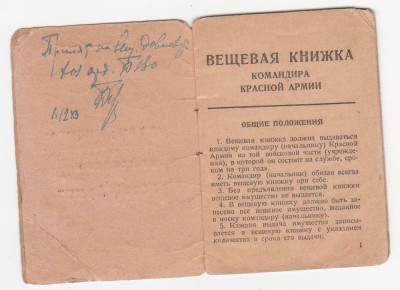 ВЕЩЕВАЯ КНИЖКА
КОМАНДИРА
КРАСНОЙ АРМИИ
ОБЩИЕ ПОЛОЖЕНИЯ
1. Вещевая книжка должна выдаваться
каждому командиру (начальнику) Красной
Армии из той войсковой части (учрежде-
ния), в которой он состоит на службе, сро-
ком на три года.
2. Командир (начальник) обязан всегда
иметь вещевую книжку при себе.
3. Без предъявления вещевой книжки
вещевое имущество не выдается.
4. В вещевую книжку должно быть за-
несено все вещевое имущество, выданное
в носку командиру (начальнику).
5. Каждая выдача имущества записы-
вается в вещевую книжку с указанием
количества и срока его выдачи.
1